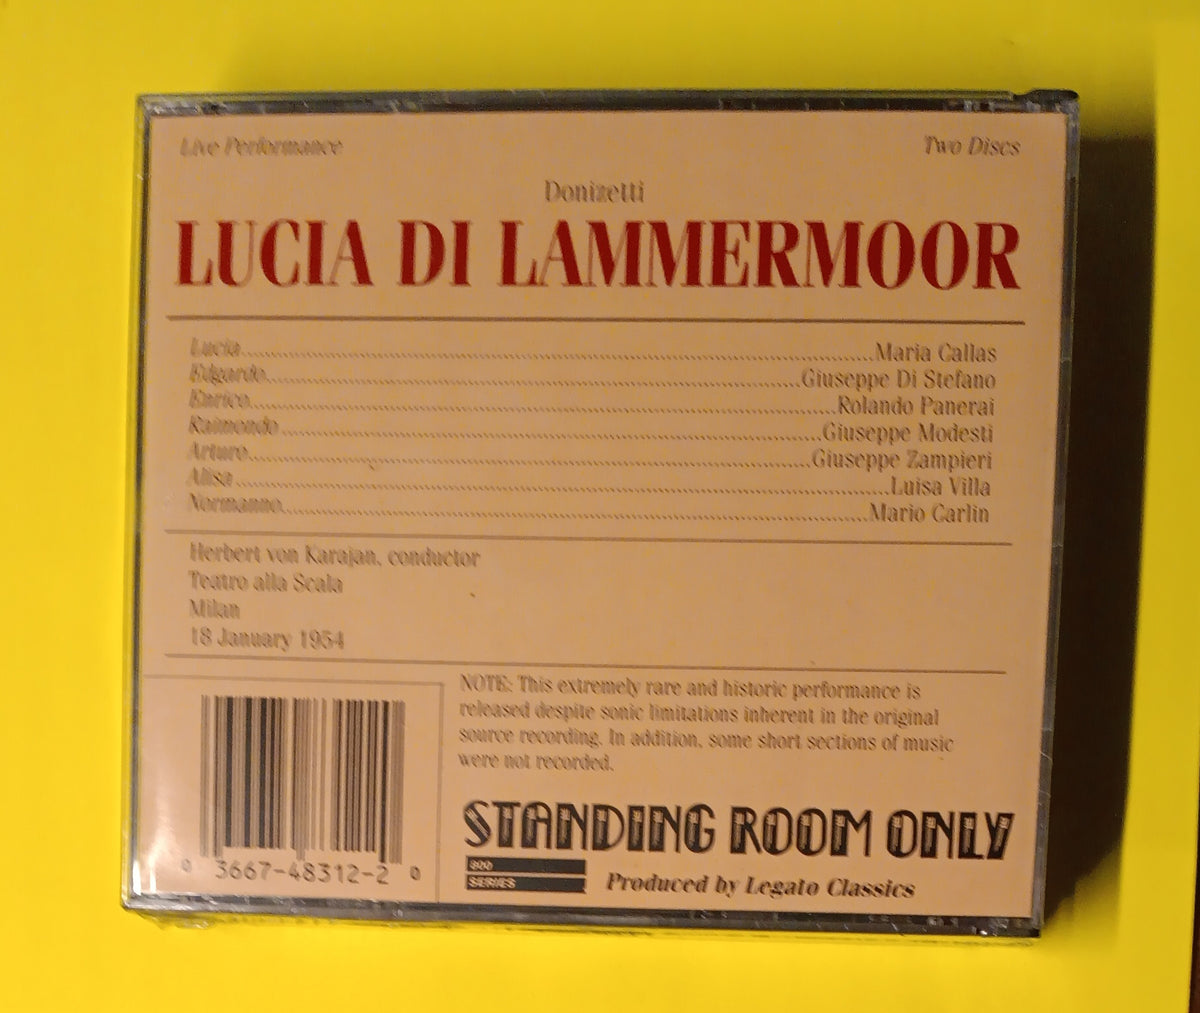 Live Performance
Two Discs
Donizetti
LUCIA DI LAMMERMOOR
Lucia....................Maria Callas
Edgardo....................Giuseppe Di Stefano
Enrico....................Rolando Panerai
Raimondo....................Giuseppe Modesti
Arturo....................Giuseppe Zampieri
Alisa....................Luisa Villa
Normanno....................Mario Carlin
Herbert von Karajan, conductor
Teatro alla Scala
Milan
18 January 1954
NOTE: This extremely rare and historic performance is
released despite sonic limitations inherent in the original
source recording. In addition, some short sections of music
were not recorded.
STANDING ROOM ONLY
800
SERIES
Produced by Legato Classics
0 3667-48312-2 0